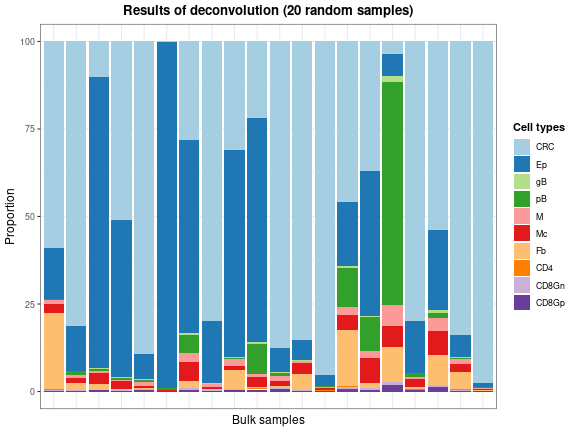 Results of deconvolution (20 random samples)
100
75
50
25
0
Proportion
Bulk samples
Cell types
CRC
Ep
gB
pB
M
Mc
Fb
CD4
CD8Gn
CD8Gp